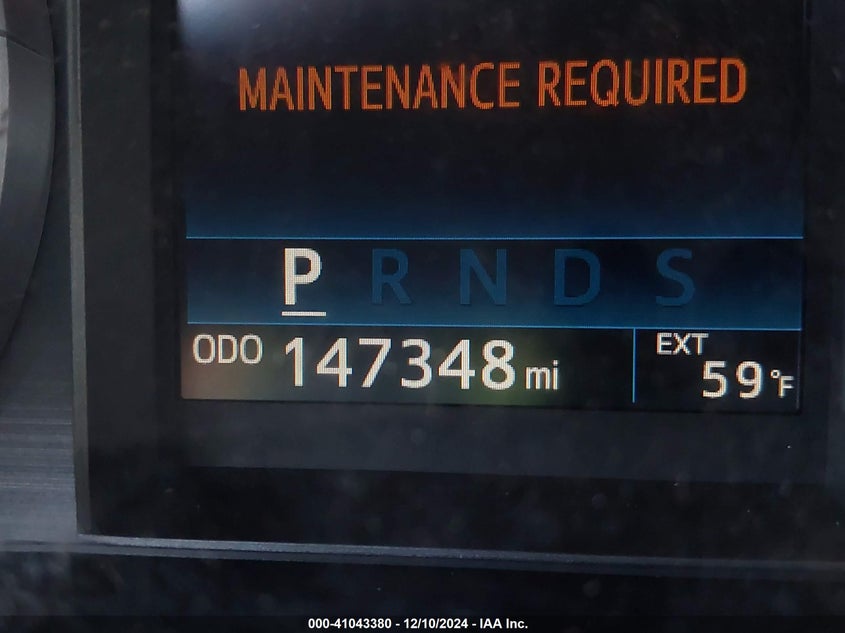 MAINTENANCE REQUIRED
P R N D S
ODO 147348 mi EXT 59 °F
000-41043380 - 12/10/2024 - IAA Inc.